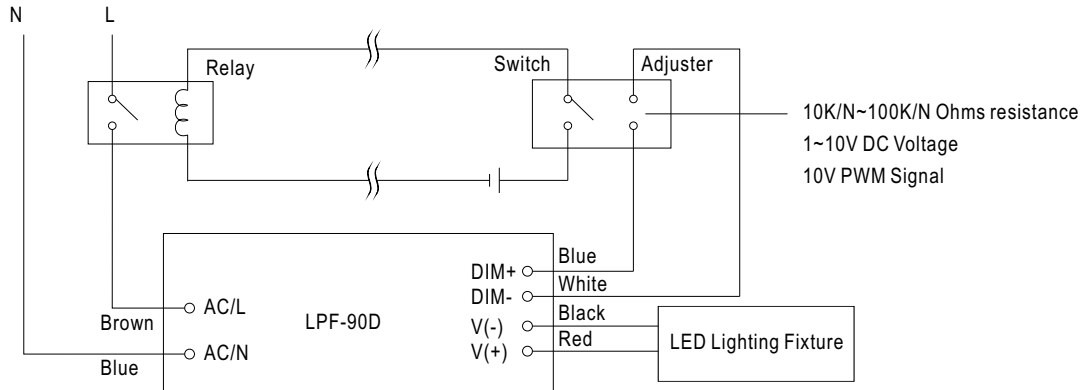 N
L
Relay
Switch
Adjuster
10K/N~100K/N Ohms resistance
1~10V DC Voltage
10V PWM Signal
Blue
DIM+
White
DIM-
Black
V(-)
Red
V(+)
LED Lighting Fixture
AC/L
Brown
LPF-90D
AC/N
Blue